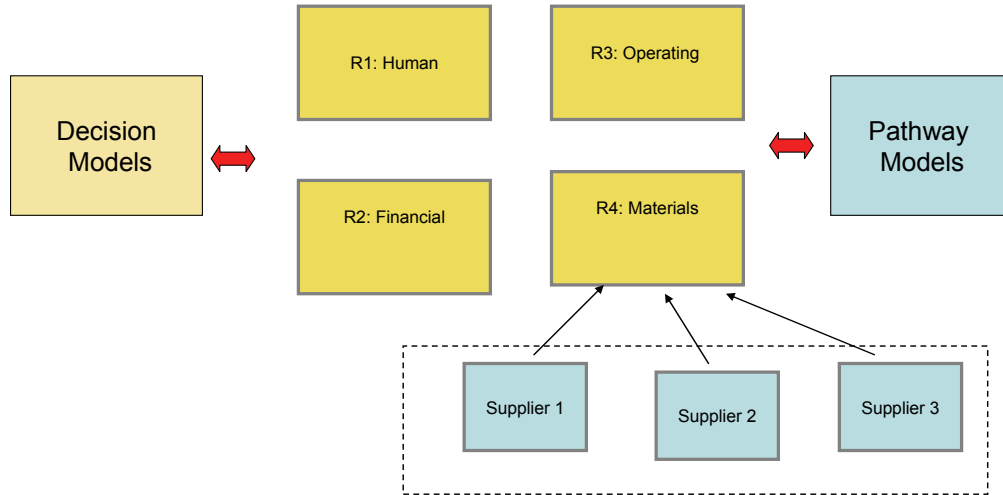 Decision
Models
R1: Human
R2: Financial
R3: Operating
R4: Materials
Pathway
Models
Supplier 1
Supplier 2
Supplier 3